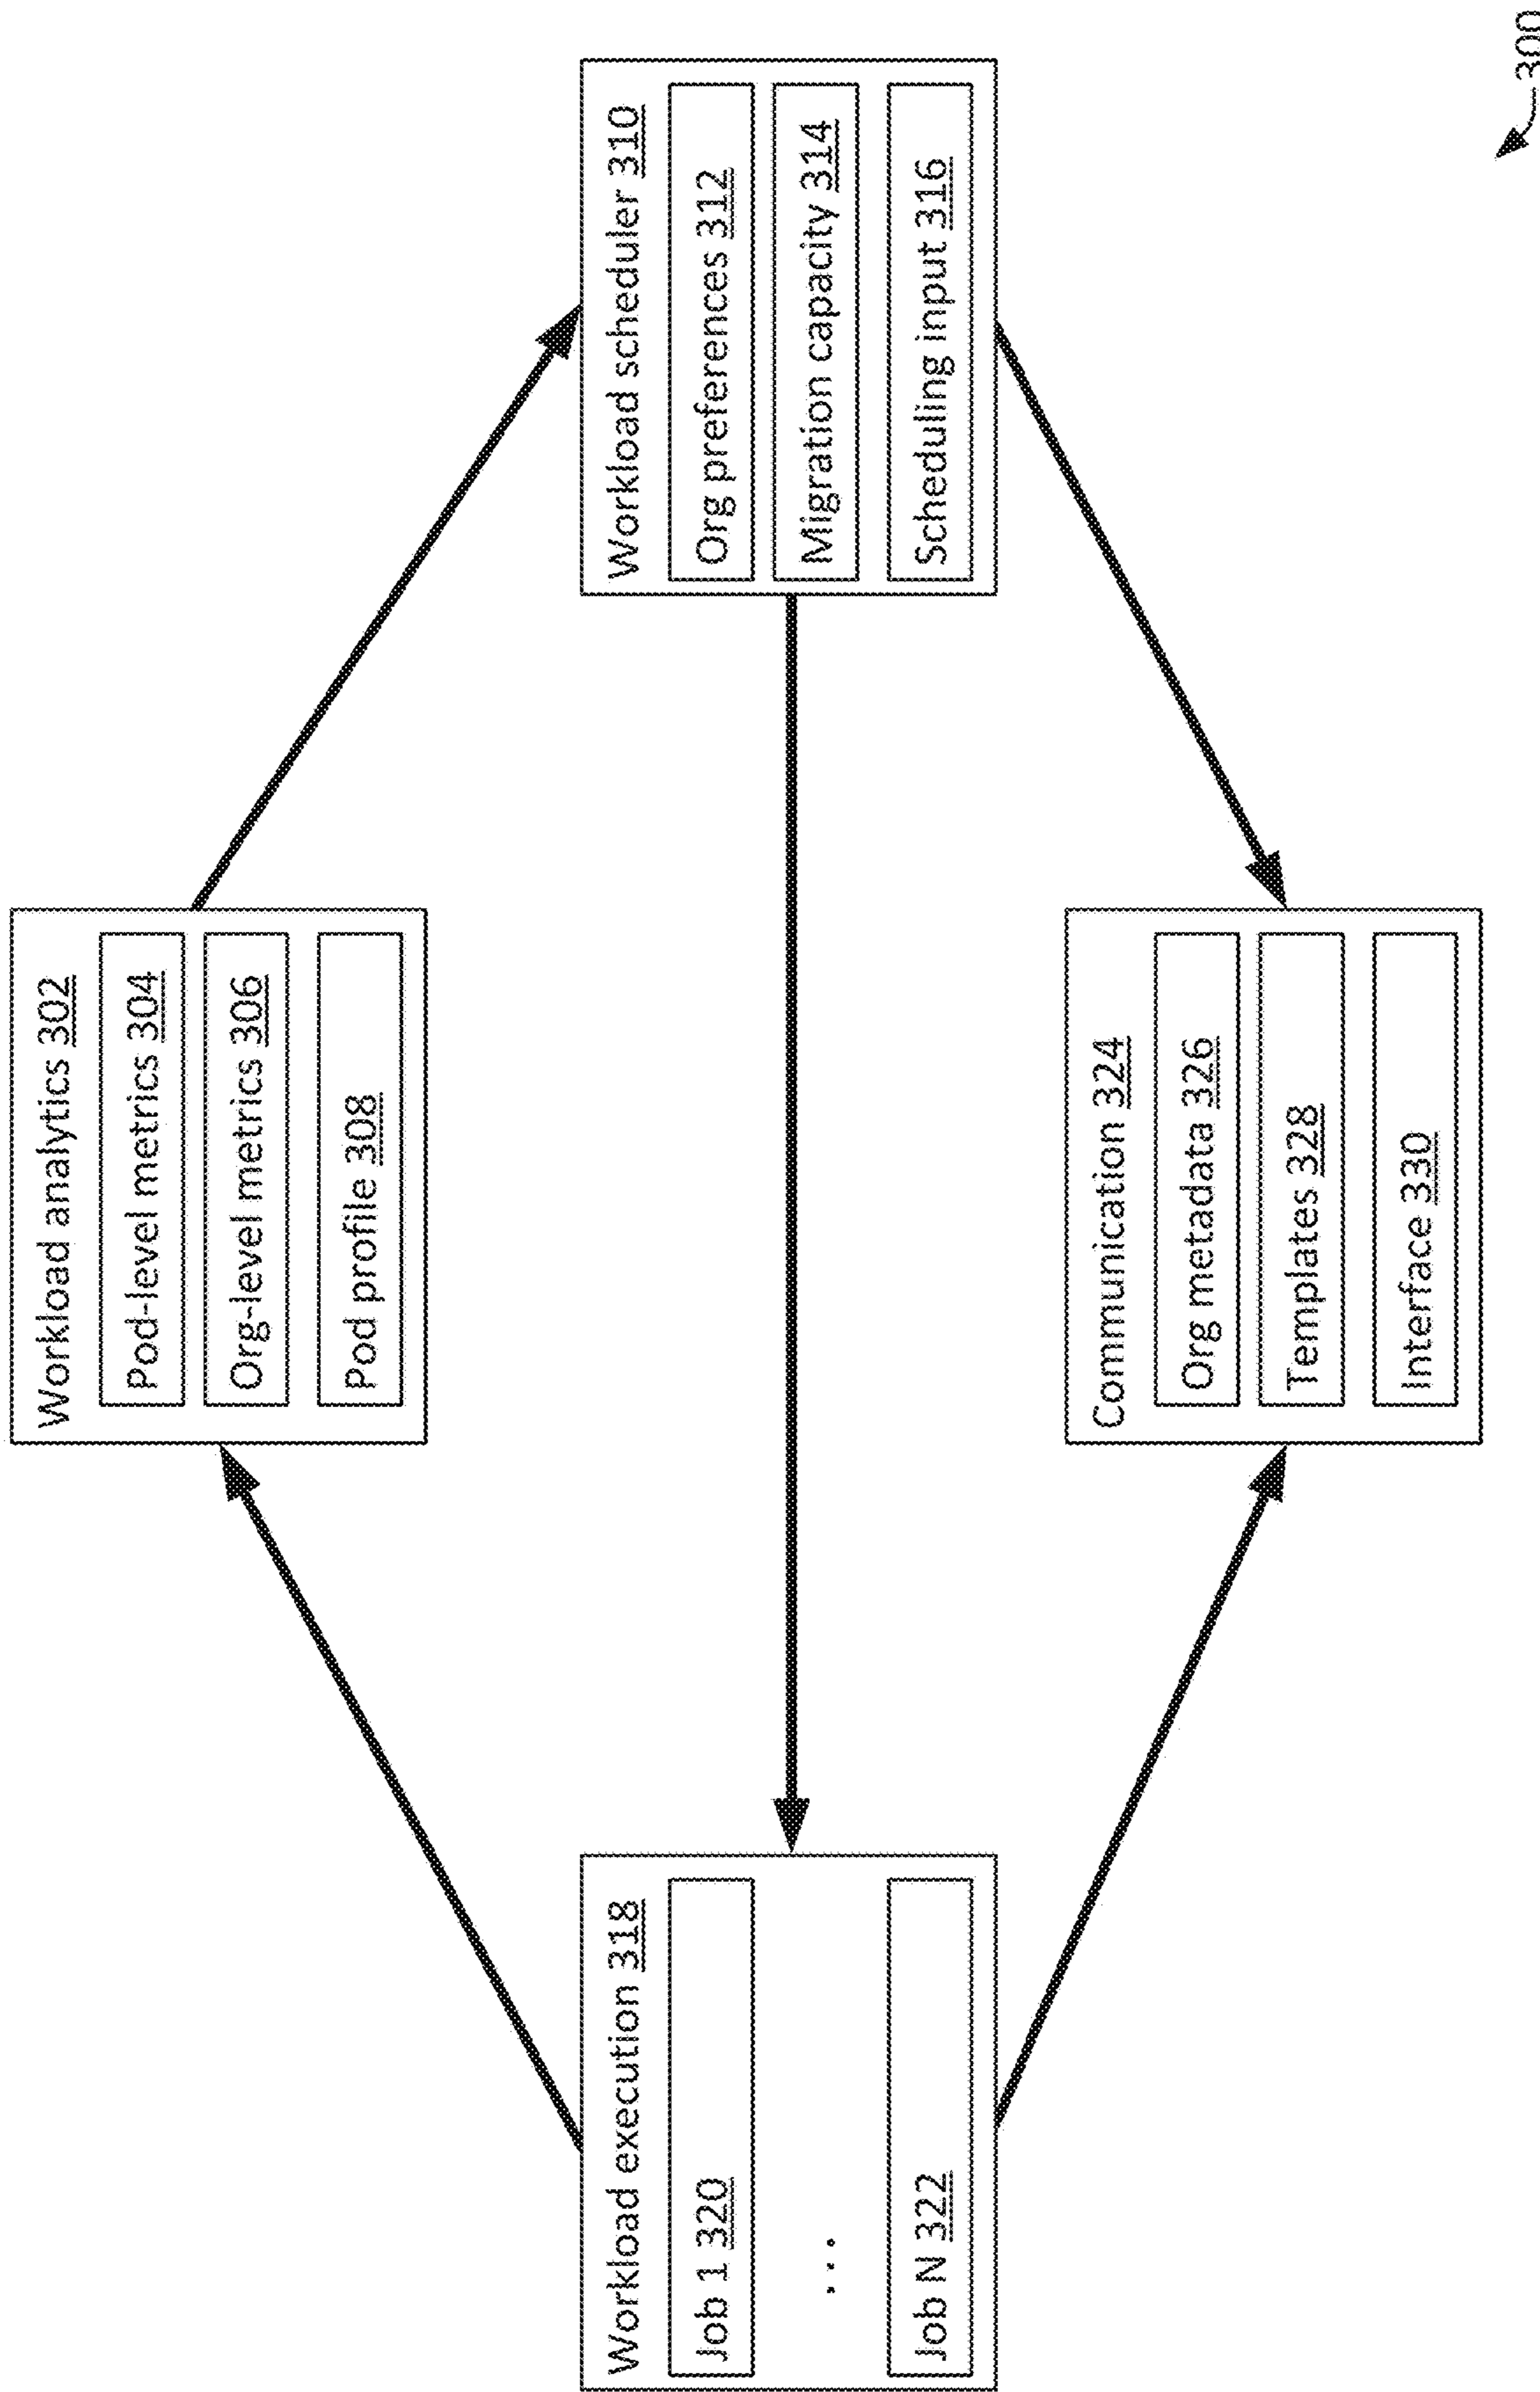 Workload analytics 302
Pod-level metrics 304
Org-level metrics 306
Pod profile 308
Workload scheduler 310
Org preferences 312
Migration capacity 314
Scheduling input 316
Workload execution 318
Job 1 320
...
Job N 322
Communication 324
Org metadata 326
Templates 328
Interface 330
300